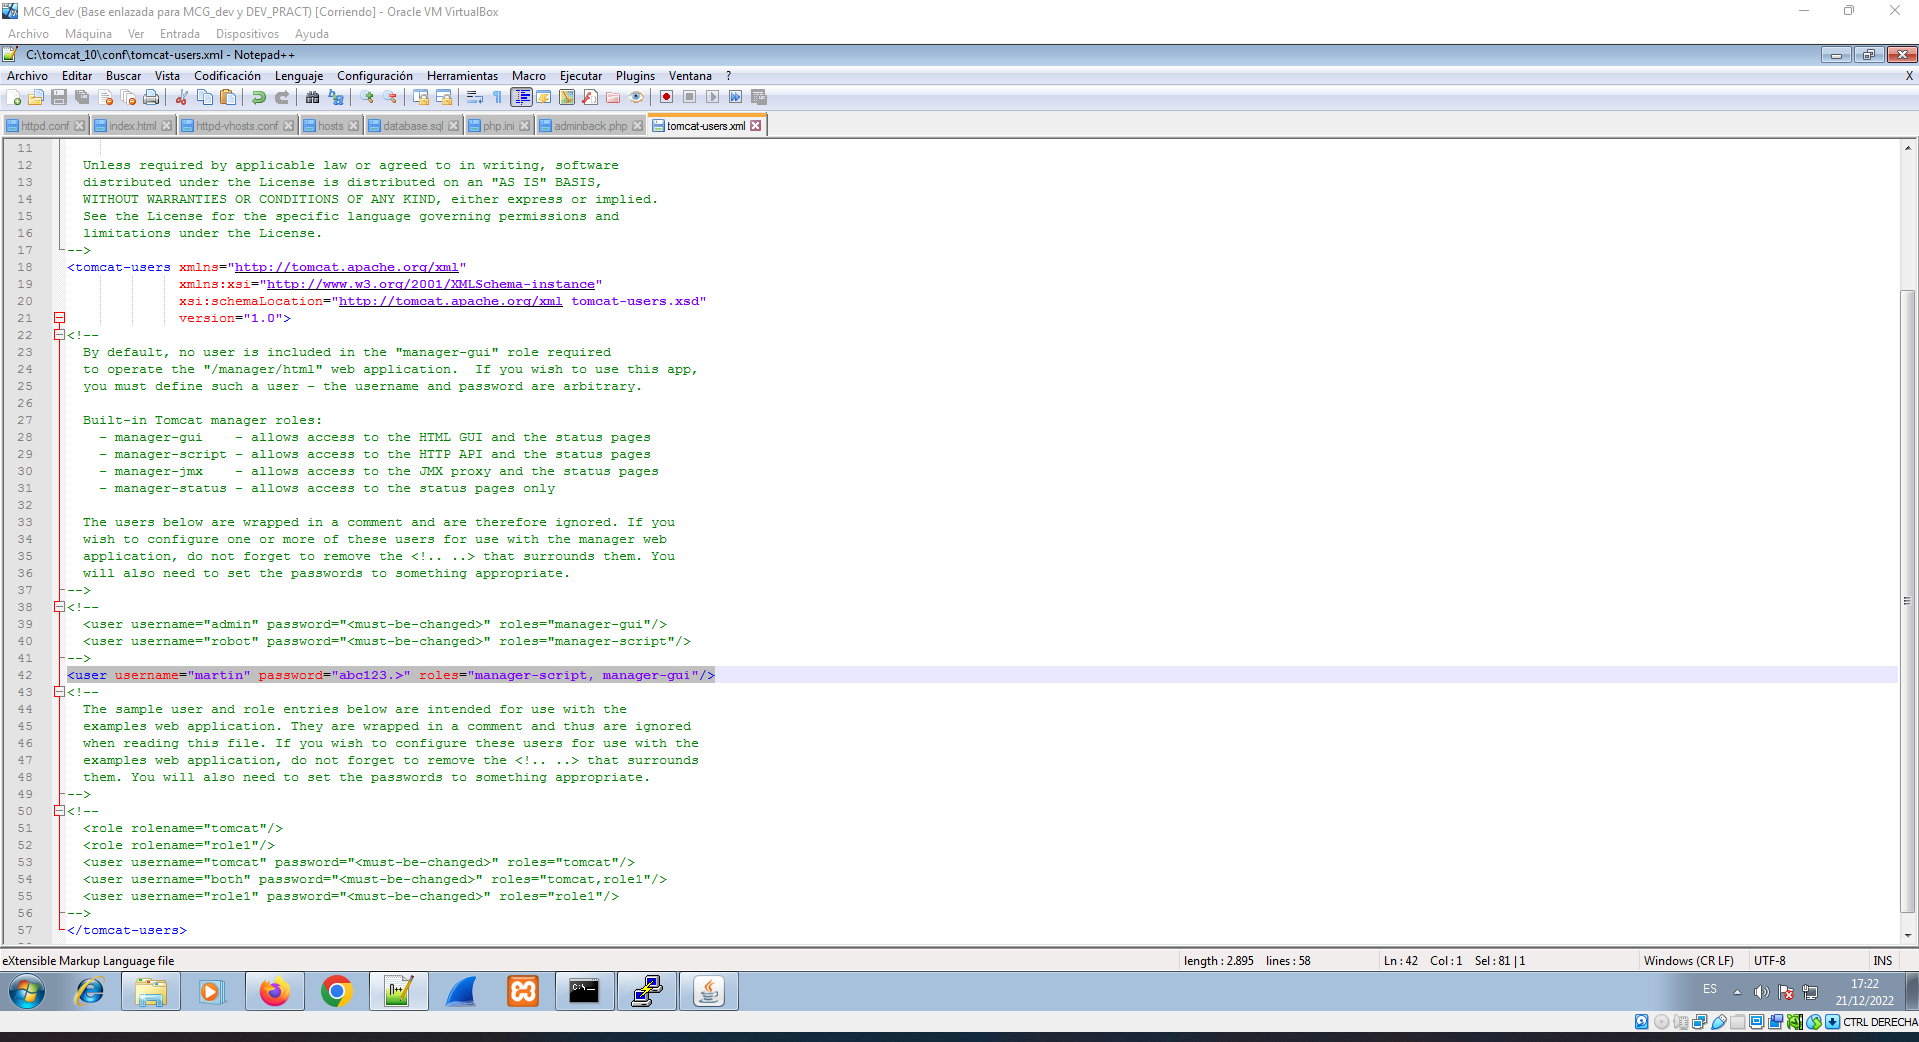 MCG_dev (Base enlazada para MCG_dev y DEV_PRACT) [Corriendo] - Oracle VM VirtualBox
Archivo Máquina Ver Entrada Dispositivos Ayuda
C:\tomcat_10\conf\tomcat-users.xml - Notepad++
Archivo Editar Buscar Vista Codificación Lenguaje Configuración Herramientas Macro Ejecutar Plugins Ventana ? X
httpd.conf index.html httpd-vhosts.conf hosts database.sql php.ini adminback.php tomcat-users.xml
11
12 Unless required by applicable law or agreed to in writing, software
13 distributed under the License is distributed on an "AS IS" BASIS,
14 WITHOUT WARRANTIES OR CONDITIONS OF ANY KIND, either express or implied.
15 See the License for the specific language governing permissions and
16 limitations under the License.
17 -->
18 <tomcat-users xmlns="http://tomcat.apache.org/xml"
19 xmlns:xsi="http://www.w3.org/2001/XMLSchema-instance"
20 xsi:schemaLocation="http://tomcat.apache.org/xml tomcat-users.xsd"
21 version="1.0">
22 <!--
23 By default, no user is included in the "manager-gui" role required
24 to operate the "/manager/html" web application.  If you wish to use this app,
25 you must define such a user - the username and password are arbitrary.
26
27 Built-in Tomcat manager roles:
28 - manager-gui    - allows access to the HTML GUI and the status pages
29 - manager-script - allows access to the HTTP API and the status pages
30 - manager-jmx    - allows access to the JMX proxy and the status pages
31 - manager-status - allows access to the status pages only
32
33 The users below are wrapped in a comment and are therefore ignored. If you
34 wish to configure one or more of these users for use with the manager web
35 application, do not forget to remove the <!.. ..> that surrounds them. You
36 will also need to set the passwords to something appropriate.
37 -->
38 <!--
39 <user username="admin" password="<must-be-changed>" roles="manager-gui"/>
40 <user username="robot" password="<must-be-changed>" roles="manager-script"/>
41 -->
42 <user username="martin" password="abc123.>" roles="manager-script, manager-gui"/>
43 <!--
44 The sample user and role entries below are intended for use with the
45 examples web application. They are wrapped in a comment and thus are ignored
46 when reading this file. If you wish to configure these users for use with the
47 examples web application, do not forget to remove the <!.. ..> that surrounds
48 them. You will also need to set the passwords to something appropriate.
49 -->
50 <!--
51 <role rolename="tomcat"/>
52 <role rolename="role1"/>
53 <user username="tomcat" password="<must-be-changed>" roles="tomcat"/>
54 <user username="both" password="<must-be-changed>" roles="tomcat,role1"/>
55 <user username="role1" password="<must-be-changed>" roles="role1"/>
56 -->
57 </tomcat-users>
eXtensible Markup Language file length : 2.895 lines : 58 Ln : 42 Col : 1 Sel : 81 | 1 Windows (CR LF) UTF-8 INS
ES 17:22
21/12/2022
CTRL DERECHA